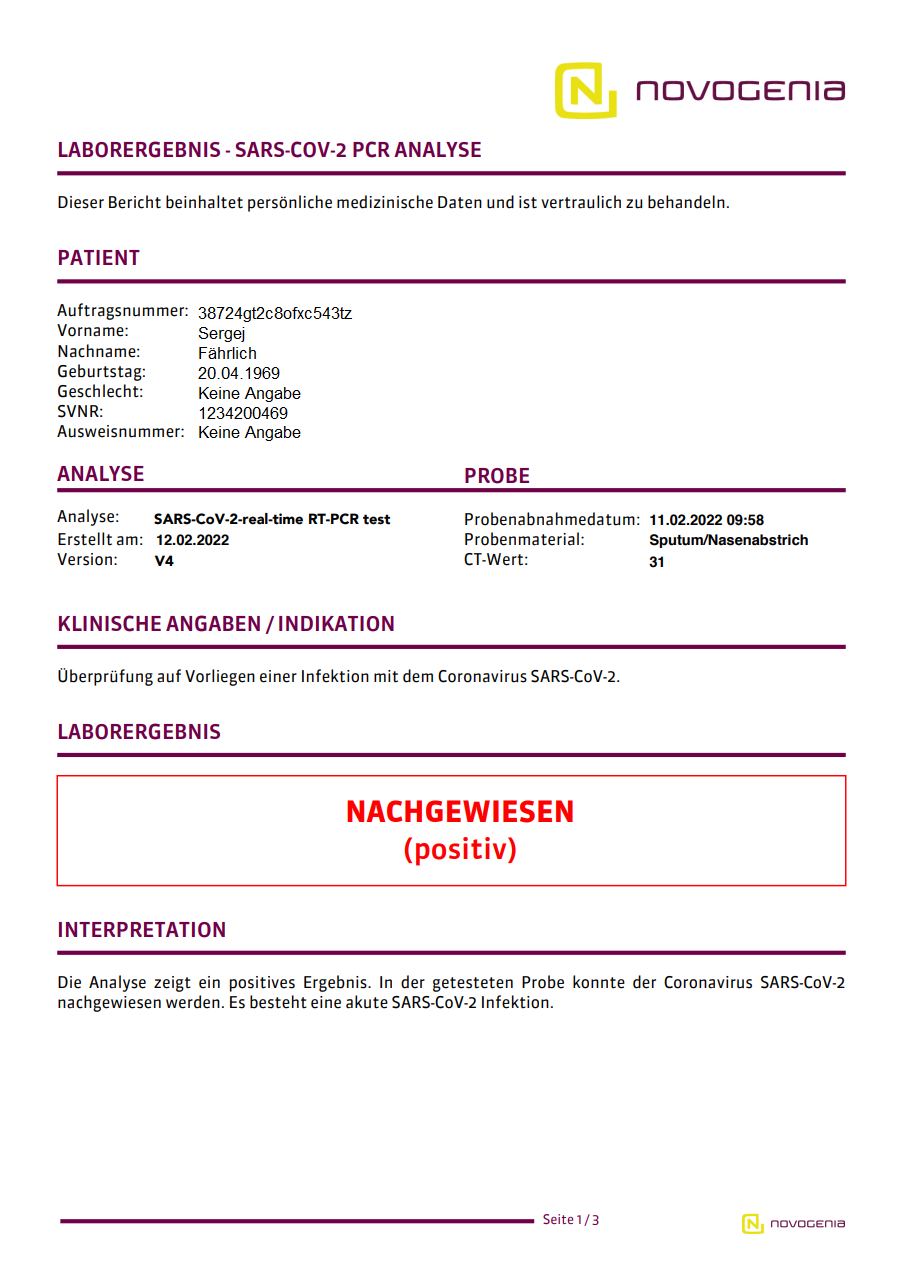 NOVOGENIA
LABORERGEBNIS - SARS-COV-2 PCR ANALYSE
Dieser Bericht beinhaltet persönliche medizinische Daten und ist vertraulich zu behandeln.
PATIENT
Auftragsnummer: 38724gt2c8ofxc543tz
Vorname: Sergej
Nachname: Fährlich
Geburtstag: 20.04.1969
Geschlecht: Keine Angabe
SVNR: 1234200469
Ausweisnummer: Keine Angabe
ANALYSE PROBE
Analyse: SARS-CoV-2-real-time RT-PCR test Probenabnahmedatum: 11.02.2022 09:58
Erstellt am: 12.02.2022 Probenmaterial: Sputum/Nasenabstrich
Version: V4 CT-Wert: 31
KLINISCHE ANGABEN / INDIKATION
Überprüfung auf Vorliegen einer Infektion mit dem Coronavirus SARS-CoV-2.
LABORERGEBNIS
NACHGEWIESEN
(positiv)
INTERPRETATION
Die Analyse zeigt ein positives Ergebnis. In der getesteten Probe konnte der Coronavirus SARS-CoV-2
nachgewiesen werden. Es besteht eine akute SARS-CoV-2 Infektion.
Seite 1 / 3 NOVOGENIA